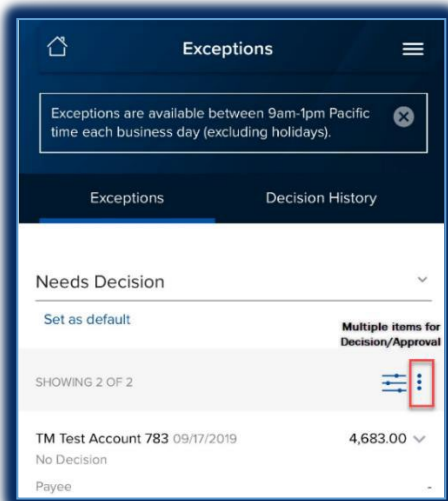 Exceptions
Exceptions are available between 9am-1pm Pacific
time each business day (excluding holidays).
Exceptions
Decision History
Needs Decision
Set as default
Multiple items for
Decision/Approval
SHOWING 2 OF 2
TM Test Account 783 09/17/2019
4,683.00
No Decision
Payee
-